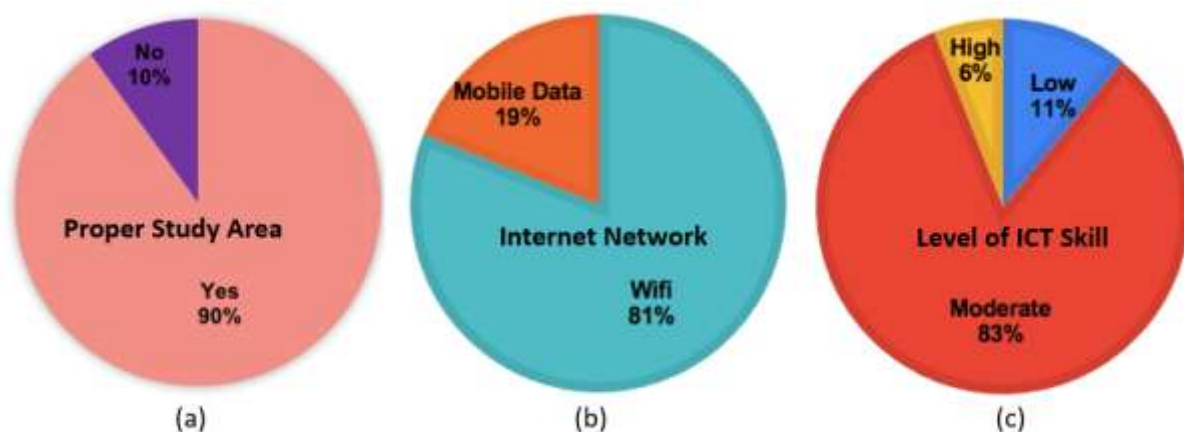 No
10%
Proper Study Area
Yes
90%
(a)
Mobile Data
19%
Internet Network
Wifi
81%
(b)
High
6%
Low
11%
Level of ICT Skill
Moderate
83%
(c)